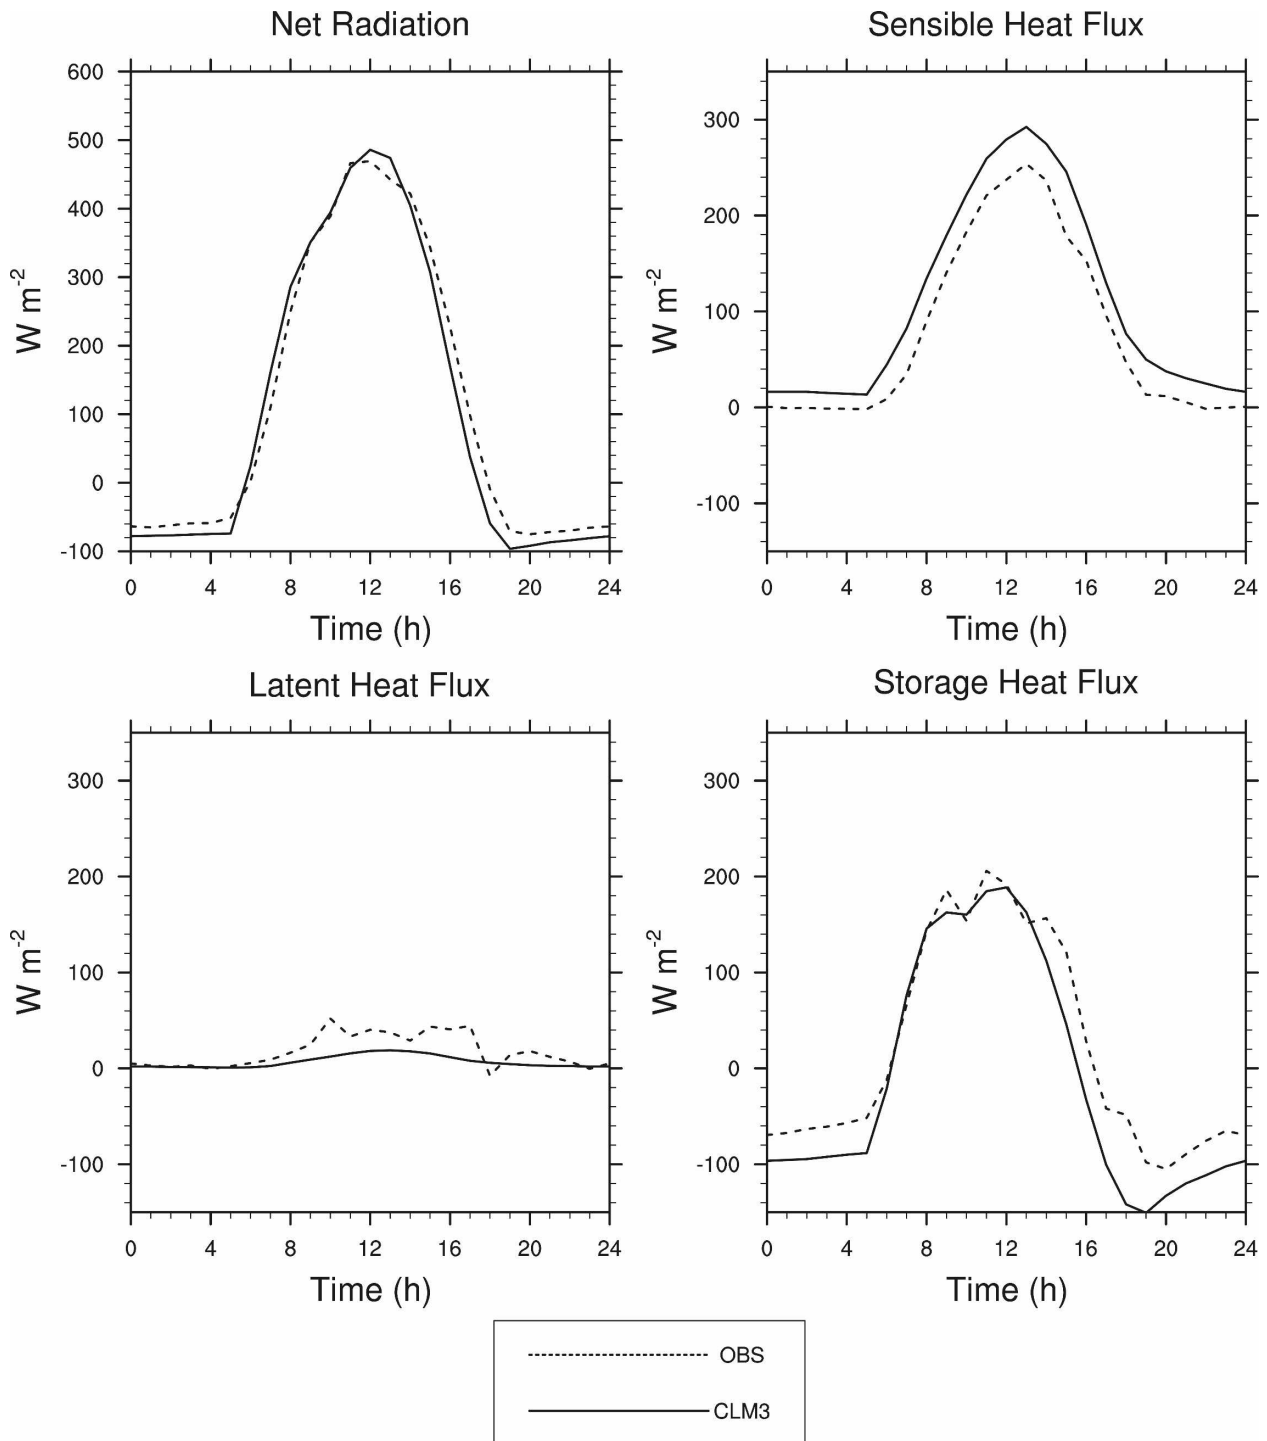 Net Radiation
600
500
400
300
200
100
0
-100
W m-2
0 4 8 12 16 20 24
Time (h)
Sensible Heat Flux
300
200
100
0
-100
W m-2
0 4 8 12 16 20 24
Time (h)
Latent Heat Flux
300
200
100
0
-100
W m-2
0 4 8 12 16 20 24
Time (h)
Storage Heat Flux
300
200
100
0
-100
W m-2
0 4 8 12 16 20 24
Time (h)
OBS
CLM3